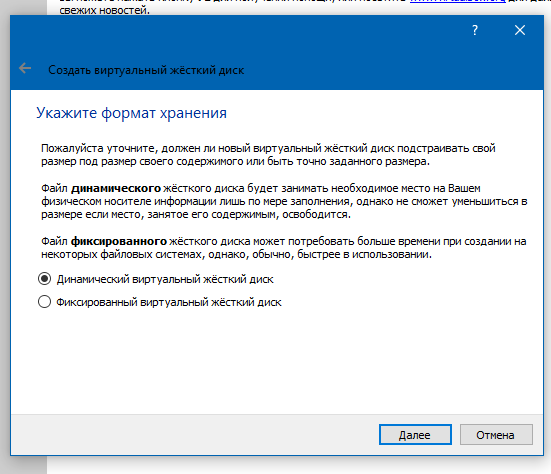 свежих новостей.
?
Создать виртуальный жёсткий диск
Укажите формат хранения
Пожалуйста уточните, должен ли новый виртуальный жёсткий диск подстраивать свой
размер под размер своего содержимого или быть точно заданного размера.
Файл динамического жёсткого диска будет занимать необходимое место на Вашем
физическом носителе информации лишь по мере заполнения, однако не сможет уменьшиться в
размере если место, занятое его содержимым, освободится.
Файл фиксированного жёсткого диска может потребовать больше времени при создании на
некоторых файловых системах, однако, обычно, быстрее в использовании.
Динамический виртуальный жёсткий диск
Фиксированный виртуальный жёсткий диск
Далее
Отмена